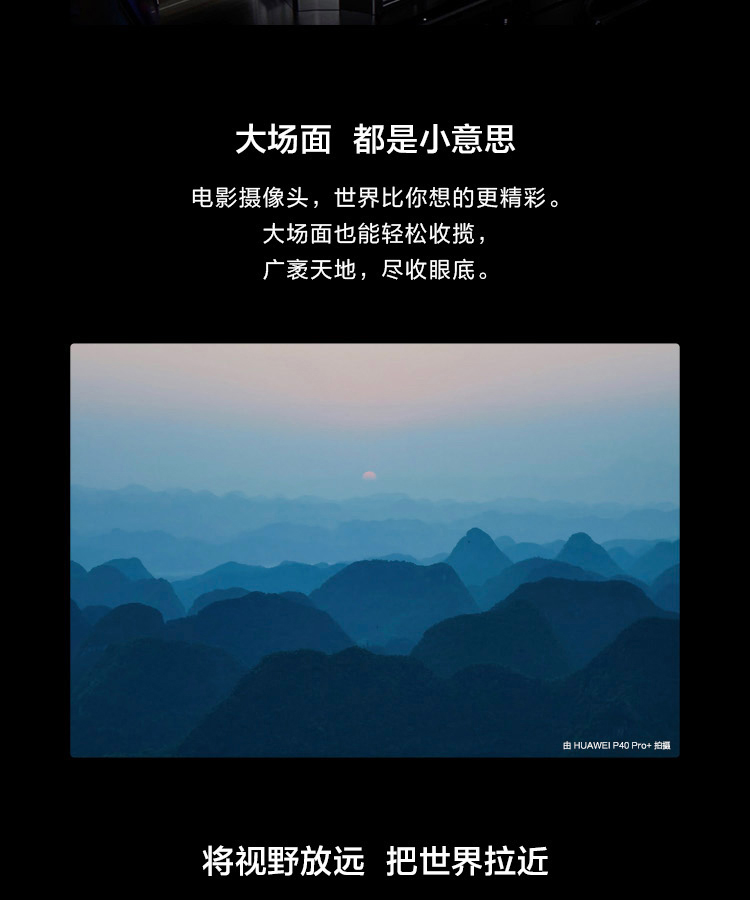 大场面 都是小意思
电影摄像头，世界比你想的更精彩。
大场面也能轻松收揽，
广袤天地，尽收眼底。
由 HUAWEI P40 Pro+ 拍摄
将视野放远 把世界拉近